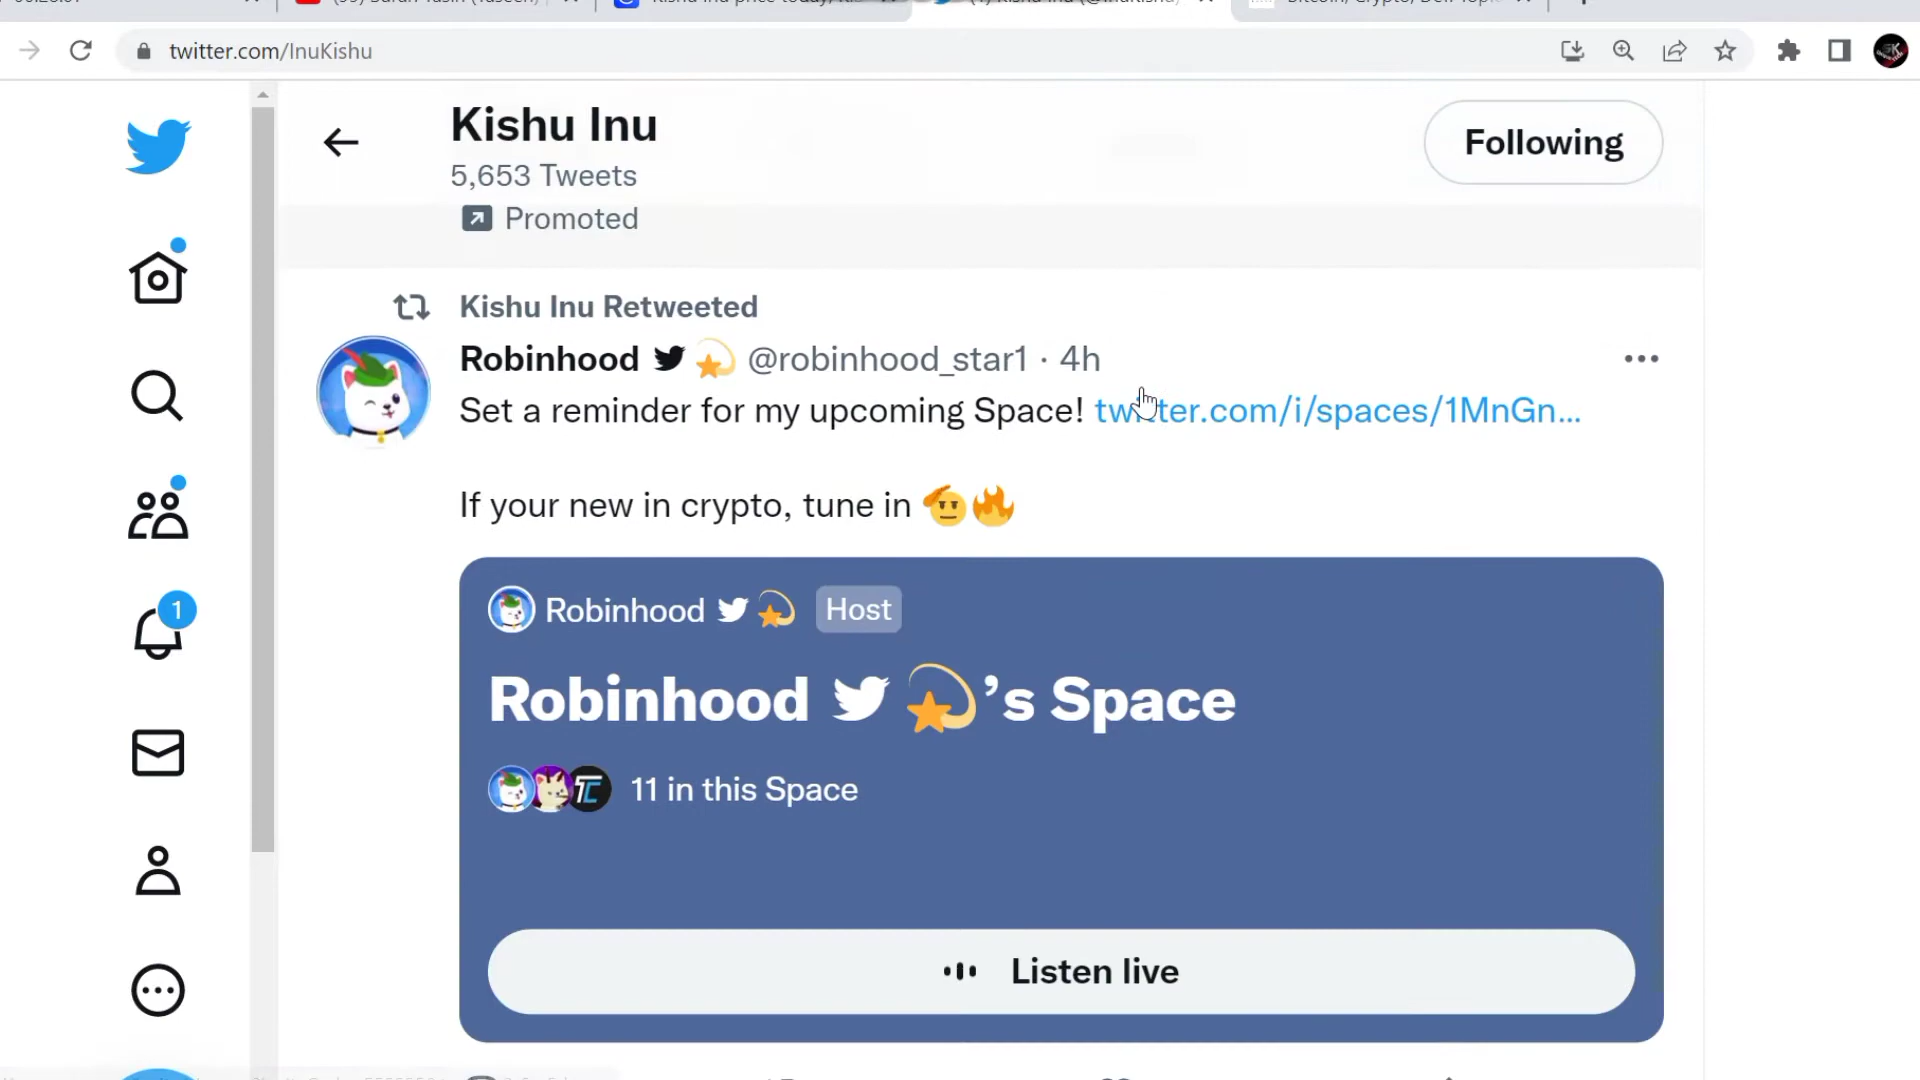 twitter.com/InuKishu
Kishu Inu
5,653 Tweets
Following
Promoted
Kishu Inu Retweeted
Robinhood @robinhood_star1 · 4h
Set a reminder for my upcoming Space! twitter.com/i/spaces/1MnGn...
If your new in crypto, tune in
1
Robinhood Host
Robinhood 's Space
TC
11 in this Space
Listen live